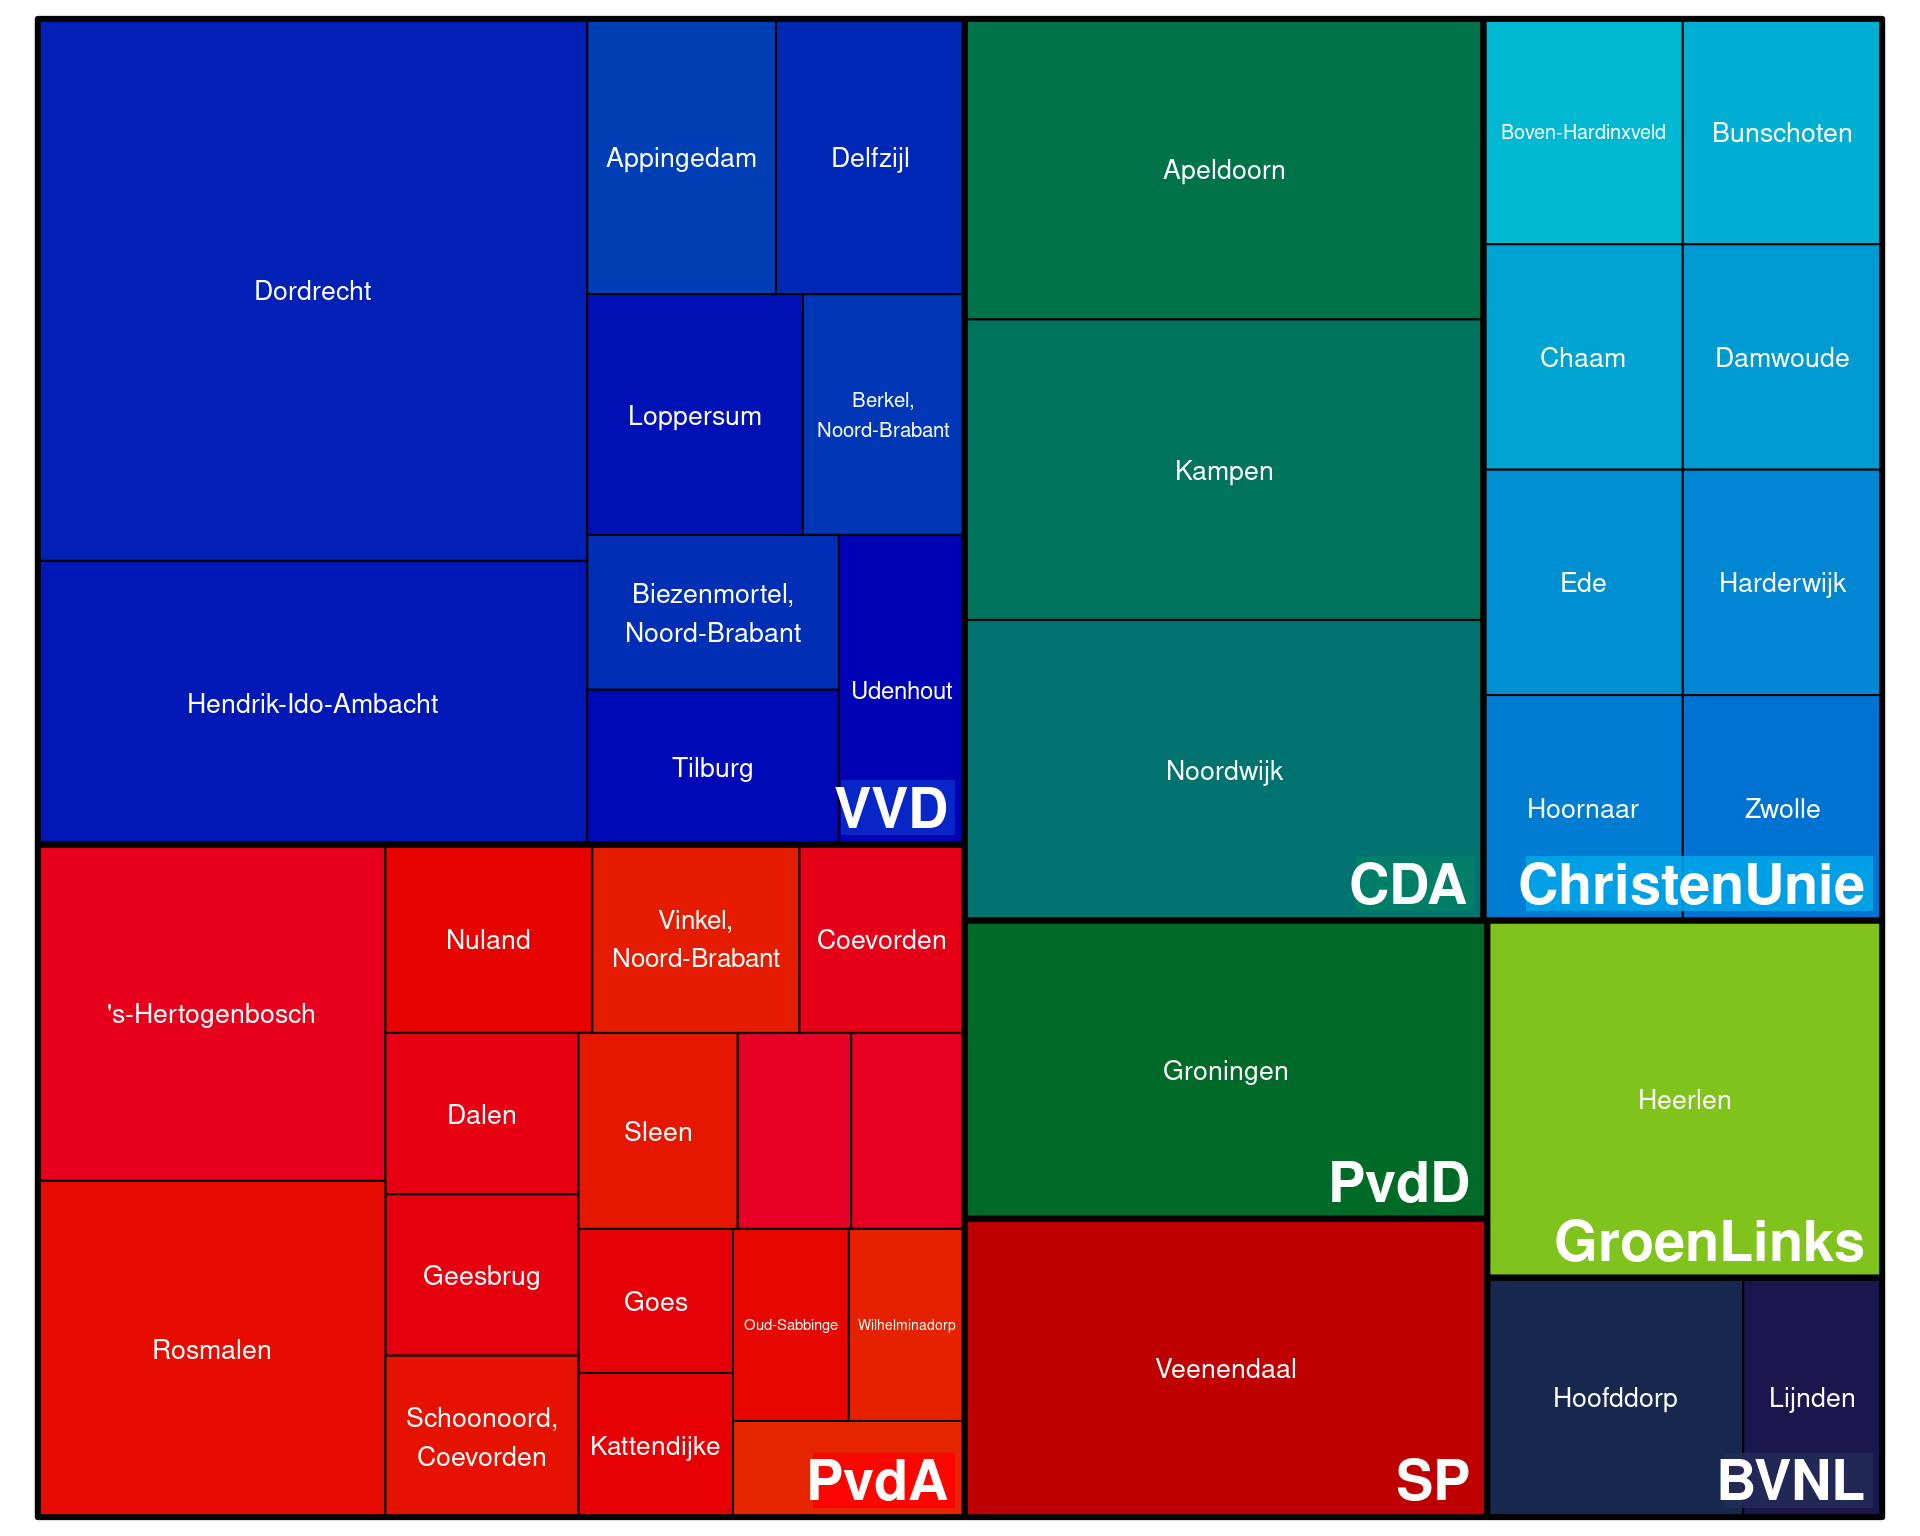 Dordrecht
Hendrik-Ido-Ambacht
Appingedam
Delfzijl
Loppersum
Berkel,
Noord-Brabant
Biezenmortel,
Noord-Brabant
Tilburg
Udenhout
VVD
's-Hertogenbosch
Rosmalen
Nuland
Vinkel,
Noord-Brabant
Coevorden
Dalen
Geesbrug
Schoonoord,
Coevorden
Sleen
Goes
Kattendijke
Oud-Sabbinge
Wilhelminadorp
PvdA
Apeldoorn
Kampen
Noordwijk
CDA
Boven-Hardinxveld
Bunschoten
Chaam
Damwoude
Ede
Harderwijk
Hoornaar
Zwolle
ChristenUnie
Groningen
PvdD
Veenendaal
SP
Heerlen
GroenLinks
Hoofddorp
Lijnden
BVNL